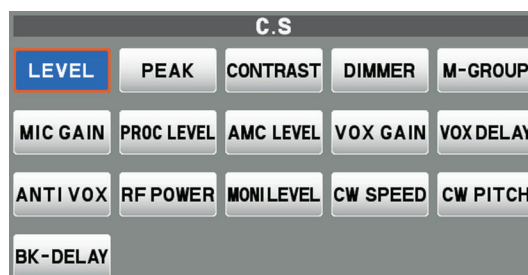 C.S
LEVEL PEAK CONTRAST DIMMER M-GROUP
MIC GAIN PROC LEVEL AMC LEVEL VOX GAIN VOX DELAY
ANTI VOX RF POWER MONI LEVEL CW SPEED CW PITCH
BK-DELAY